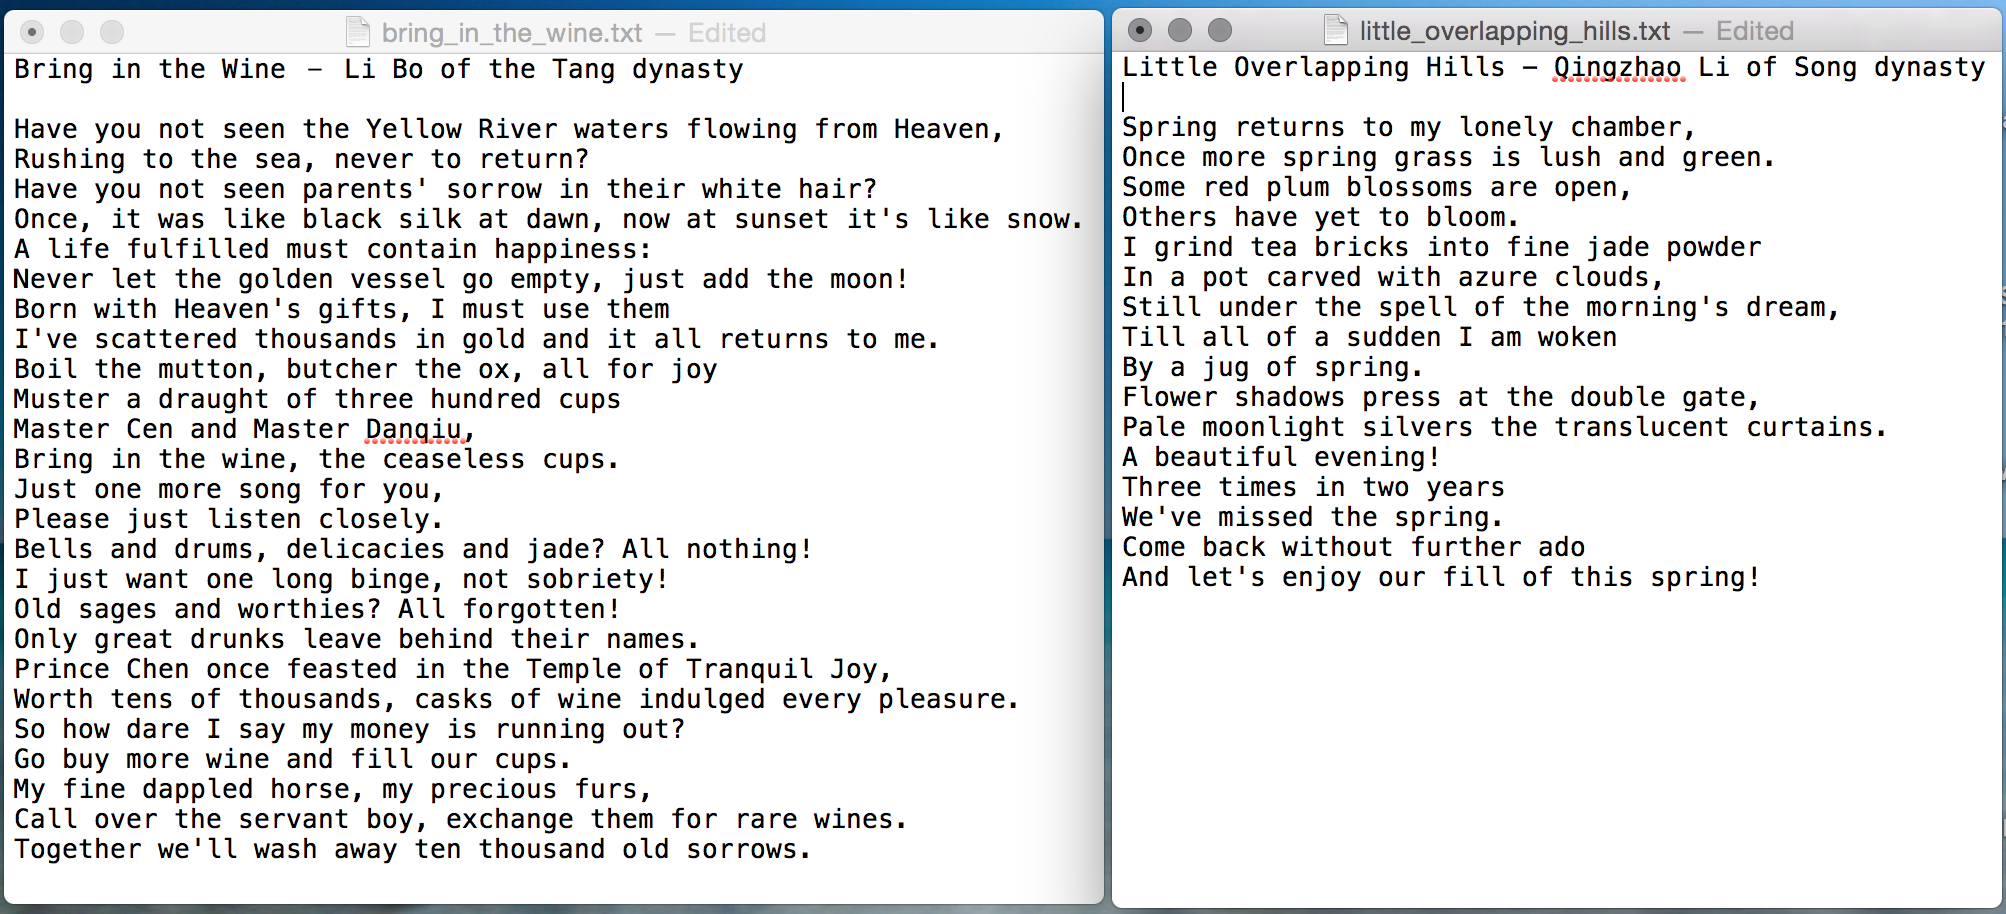 bring_in_the_wine.txt — Edited
Bring in the Wine – Li Bo of the Tang dynasty
Have you not seen the Yellow River waters flowing from Heaven,
Rushing to the sea, never to return?
Have you not seen parents' sorrow in their white hair?
Once, it was like black silk at dawn, now at sunset it's like snow.
A life fulfilled must contain happiness:
Never let the golden vessel go empty, just add the moon!
Born with Heaven's gifts, I must use them
I've scattered thousands in gold and it all returns to me.
Boil the mutton, butcher the ox, all for joy
Muster a draught of three hundred cups
Master Cen and Master Danqiu,
Bring in the wine, the ceaseless cups.
Just one more song for you,
Please just listen closely.
Bells and drums, delicacies and jade? All nothing!
I just want one long binge, not sobriety!
Old sages and worthies? All forgotten!
Only great drunks leave behind their names.
Prince Chen once feasted in the Temple of Tranquil Joy,
Worth tens of thousands, casks of wine indulged every pleasure.
So how dare I say my money is running out?
Go buy more wine and fill our cups.
My fine dappled horse, my precious furs,
Call over the servant boy, exchange them for rare wines.
Together we'll wash away ten thousand old sorrows.
little_overlapping_hills.txt — Edited
Little Overlapping Hills – Qingzhao Li of Song dynasty
Spring returns to my lonely chamber,
Once more spring grass is lush and green.
Some red plum blossoms are open,
Others have yet to bloom.
I grind tea bricks into fine jade powder
In a pot carved with azure clouds,
Still under the spell of the morning's dream,
Till all of a sudden I am woken
By a jug of spring.
Flower shadows press at the double gate,
Pale moonlight silvers the translucent curtains.
A beautiful evening!
Three times in two years
We've missed the spring.
Come back without further ado
And let's enjoy our fill of this spring!